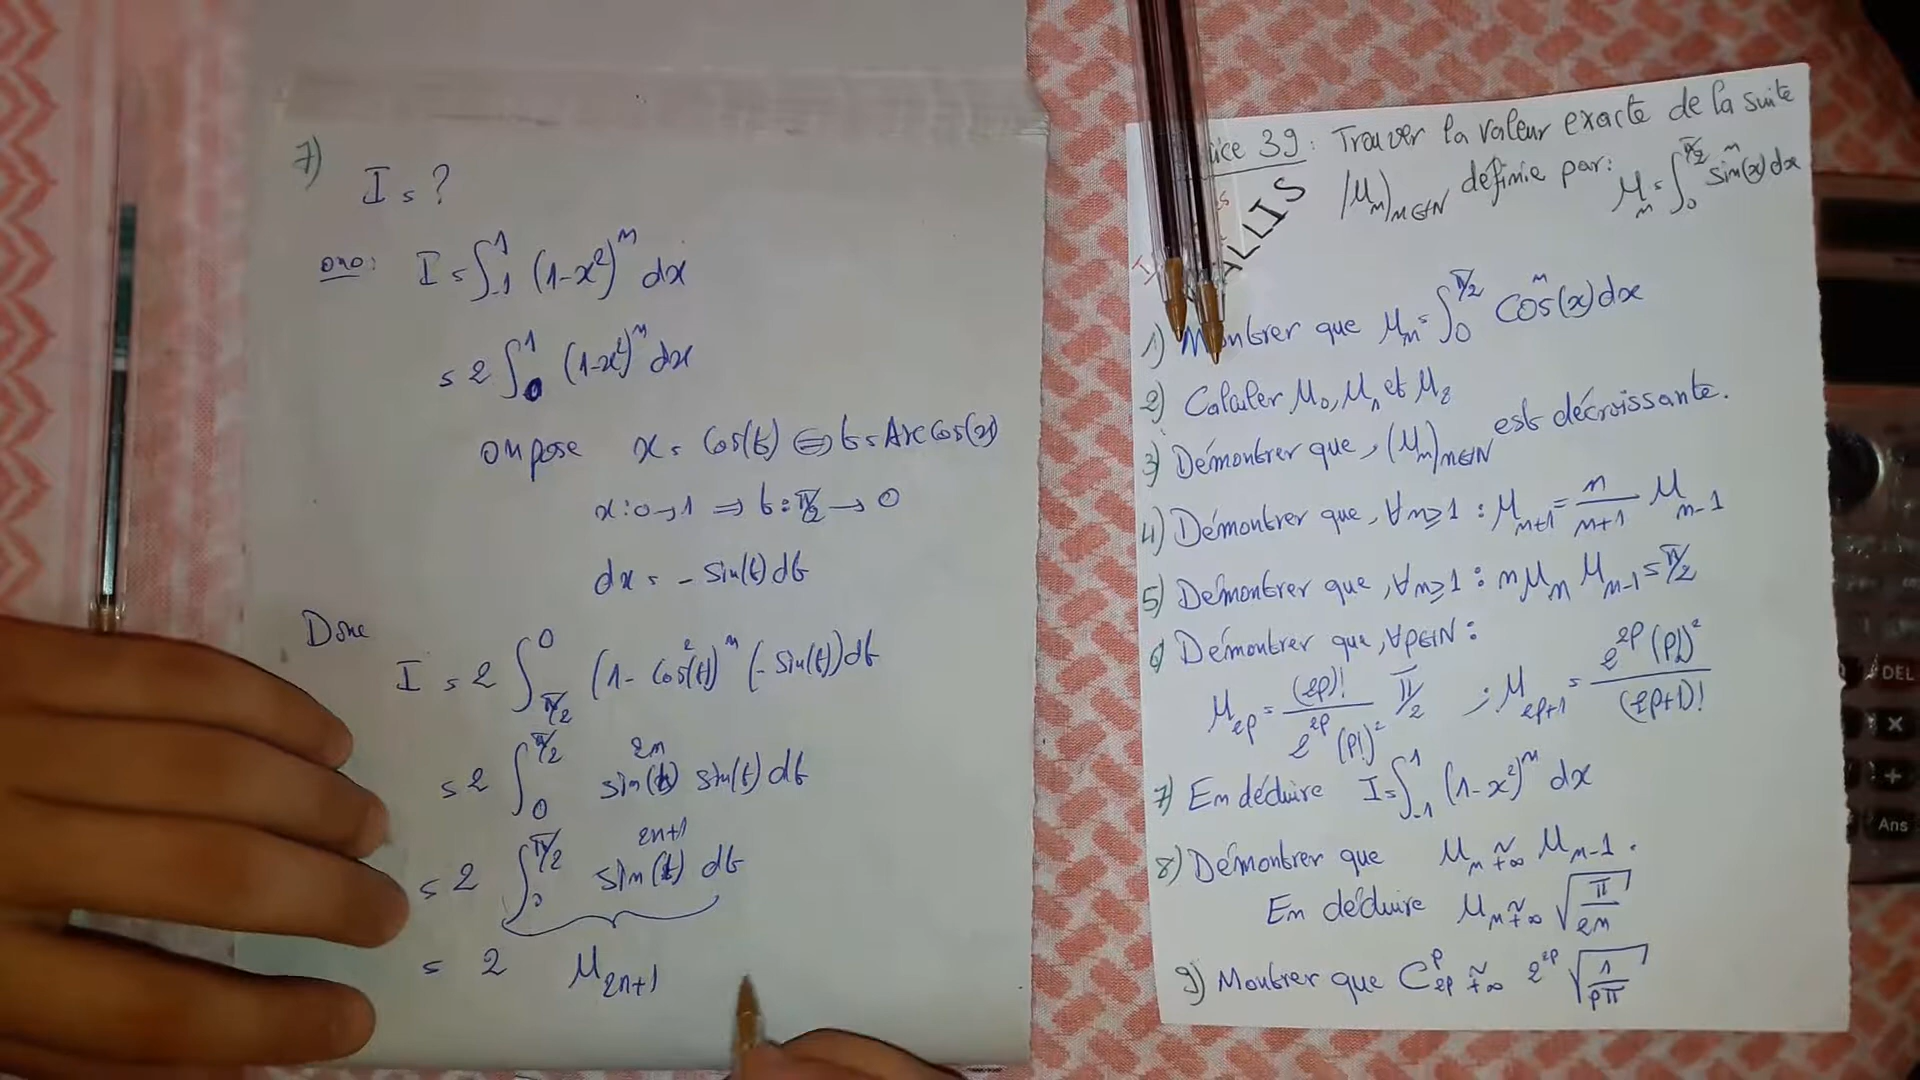 7)
I = ?
ona:
I = ∫_{-1}^{1} (1-x²)^n dx
= 2 ∫_0^1 (1-x²)^n dx
on pose x = Cos(t) ⟺ t = ArcCos(x)
x : 0 → 1 ⟹ t : π/2 → 0
dx = - sin(t) dt
Donc
I = 2 ∫_{π/2}^0 (1 - Cos²(t))^n (- sin(t)) dt
= 2 ∫_0^{π/2} sin^{2n}(t) sin(t) dt
= 2 ∫_0^{π/2} sin^{2n+1}(t) dt
= 2 μ_{2n+1}
ice 39 : Trouver la valeur exacte de la suite
(μ_n)_{n∈IN} définie par : μ_n = ∫_0^{π/2} sin^n(x) dx
ALLIS
1) Montrer que μ_n = ∫_0^{π/2} Cos^n(x) dx
2) Calculer μ_0, μ_1 et μ_2
3) Démontrer que, (μ_n)_{n∈IN} est décroissante.
4) Démontrer que, ∀n≥1 : μ_{n+1} = n/(n+1) μ_{n-1}
5) Démontrer que, ∀n≥1 : n μ_n μ_{n-1} = π/2
6) Démontrer que, ∀p∈IN :
μ_{2p} = (2p)!/(2^{2p} (p!)²) π/2 ; μ_{2p+1} = 2^{2p} (p!)²/(2p+1)!
7) En déduire I = ∫_{-1}^{1} (1-x²)^n dx
8) Démontrer que μ_n ~_{+∞} μ_{n-1} .
En déduire μ_n ~_{+∞} √(π/2n)
9) Montrer que C_{2p}^p ~_{+∞} 2^{2p} √(1/pπ)
DEL
×
+
Ans